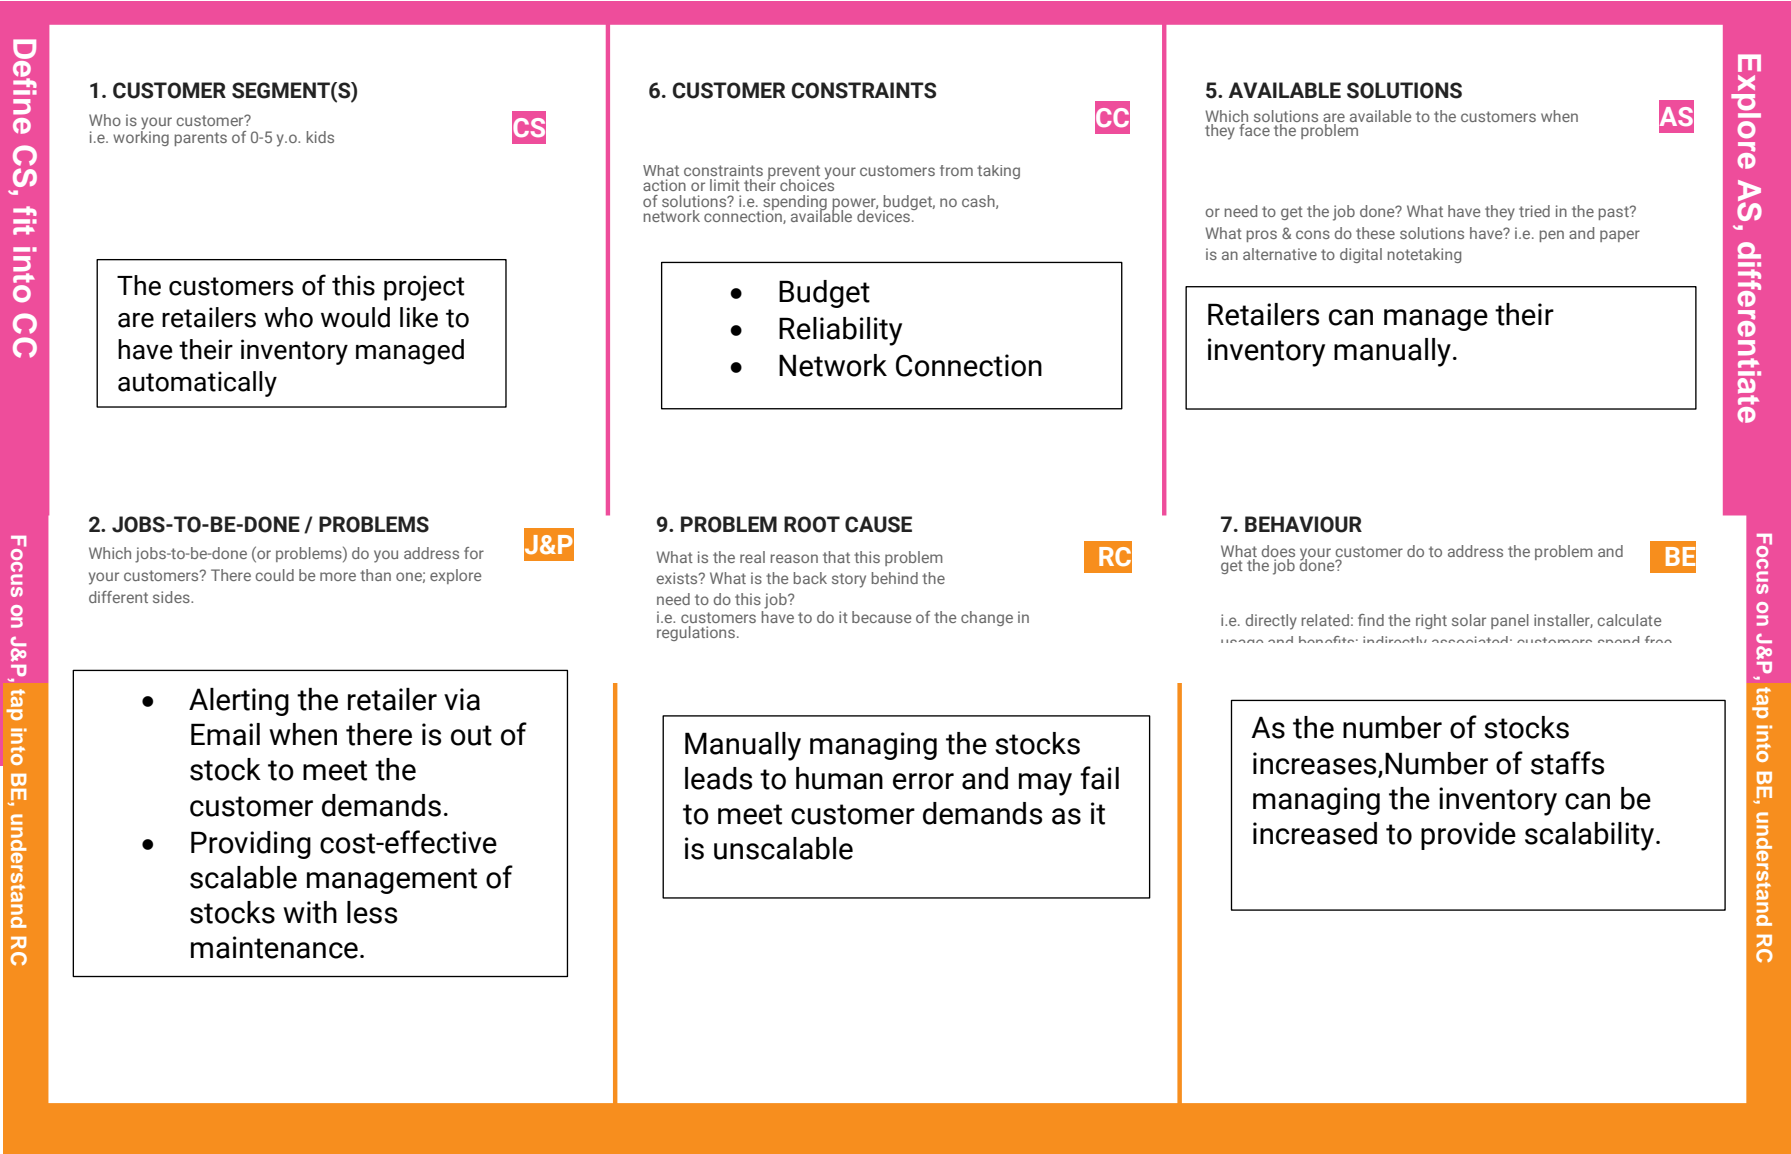 Define CS, fit into CC
1. CUSTOMER SEGMENT(S)
Who is your customer?
i.e. working parents of 0-5 y.o. kids
CS
The customers of this project
are retailers who would like to
have their inventory managed
automatically
6. CUSTOMER CONSTRAINTS
CC
What constraints prevent your customers from taking
action or limit their choices
of solutions? i.e. spending power, budget, no cash,
network connection, available devices.
• Budget
• Reliability
• Network Connection
5. AVAILABLE SOLUTIONS
Which solutions are available to the customers when
they face the problem
AS
or need to get the job done? What have they tried in the past?
What pros & cons do these solutions have? i.e. pen and paper
is an alternative to digital notetaking
Retailers can manage their
inventory manually.
Explore AS, differentiate
Focus on J&P, tap into BE, understand RC
2. JOBS-TO-BE-DONE / PROBLEMS
Which jobs-to-be-done (or problems) do you address for
your customers? There could be more than one; explore
different sides.
J&P
• Alerting the retailer via
Email when there is out of
stock to meet the
customer demands.
• Providing cost-effective
scalable management of
stocks with less
maintenance.
9. PROBLEM ROOT CAUSE
What is the real reason that this problem
exists? What is the back story behind the
need to do this job?
i.e. customers have to do it because of the change in
regulations.
RC
Manually managing the stocks
leads to human error and may fail
to meet customer demands as it
is unscalable
7. BEHAVIOUR
What does your customer do to address the problem and
get the job done?
BE
i.e. directly related: find the right solar panel installer, calculate
usage and benefits; indirectly associated: customers spend free
As the number of stocks
increases,Number of staffs
managing the inventory can be
increased to provide scalability.
Focus on J&P, tap into BE, understand RC